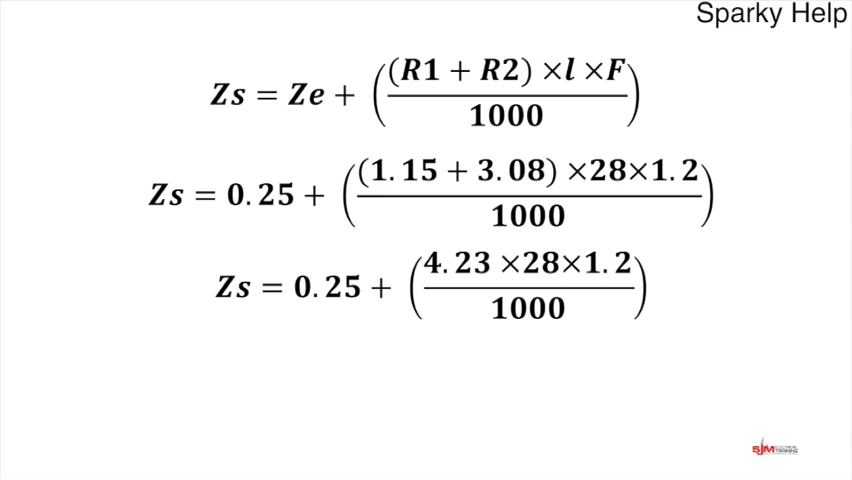 Sparky Help
Zs = Ze + ((R1 + R2) ×l ×F / 1000)
Zs = 0.25 + ((1.15 + 3.08) ×28×1.2 / 1000)
Zs = 0.25 + (4.23 ×28×1.2 / 1000)
SJM